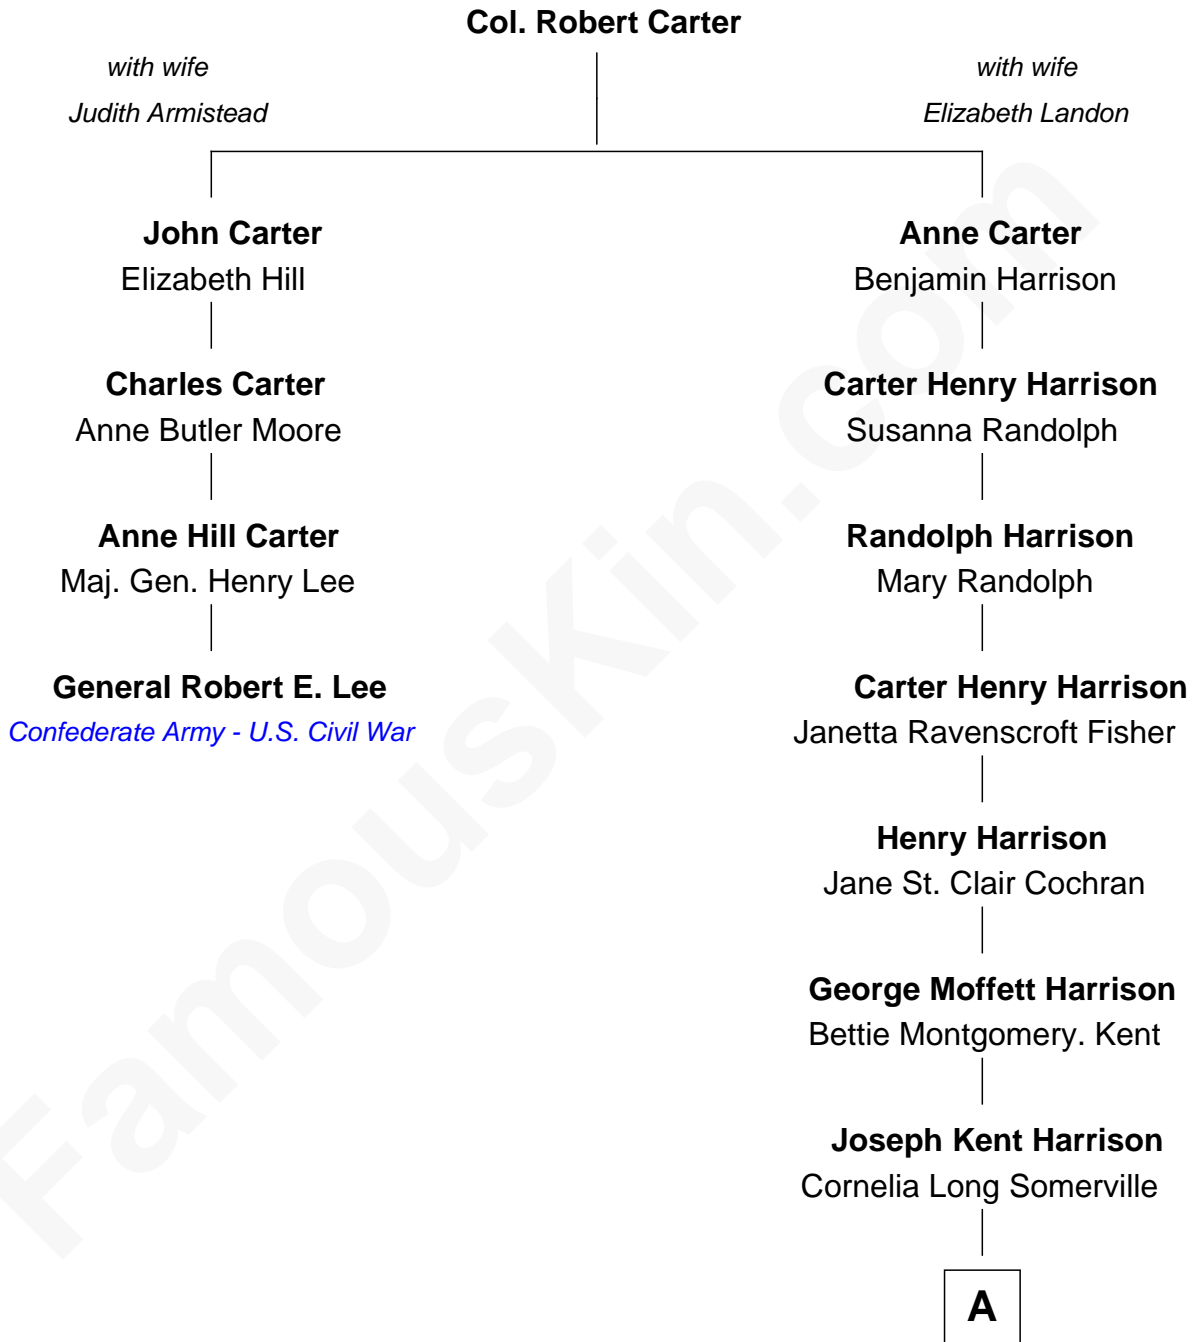 Col. Robert Carter
with wife
Judith Armistead
with wife
Elizabeth Landon
John Carter
Elizabeth Hill
Anne Carter
Benjamin Harrison
Charles Carter
Anne Butler Moore
Carter Henry Harrison
Susanna Randolph
Anne Hill Carter
Maj. Gen. Henry Lee
Randolph Harrison
Mary Randolph
General Robert E. Lee
Confederate Army - U.S. Civil War
Carter Henry Harrison
Janetta Ravenscroft Fisher
Henry Harrison
Jane St. Clair Cochran
George Moffett Harrison
Bettie Montgomery. Kent
Joseph Kent Harrison
Cornelia Long Somerville
A
FamousKin.com